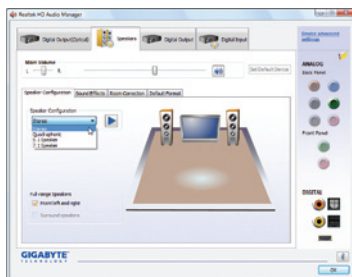 Realtek HD Audio Manager
Digital Output(Optical)
Speakers
Digital Output
Digital Input
Device advanced
settings
Main Volume
L
R
Set Default Device
ANALOG
Back Panel
Speaker Configuration
Sound Effects
Room Correction
Default Format
Speaker Configuration
Stereo
Stereo
Quadraphonic
5.1 Speaker
7.1 Speaker
Front Panel
Full-range Speakers
Front left and right
Surround speakers
DIGITAL
GIGABYTE
TECHNOLOGY
OK